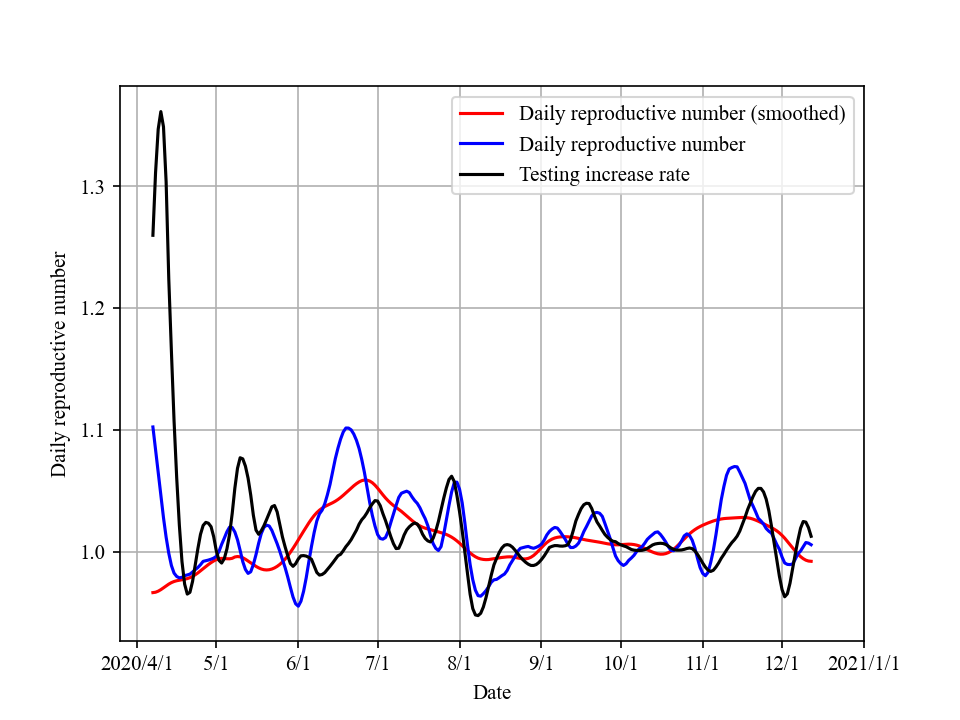 Daily reproductive number (smoothed)
Daily reproductive number
Testing increase rate
Daily reproductive number
1.3
1.2
1.1
1.0
2020/4/1 5/1 6/1 7/1 8/1 9/1 10/1 11/1 12/1 2021/1/1
Date